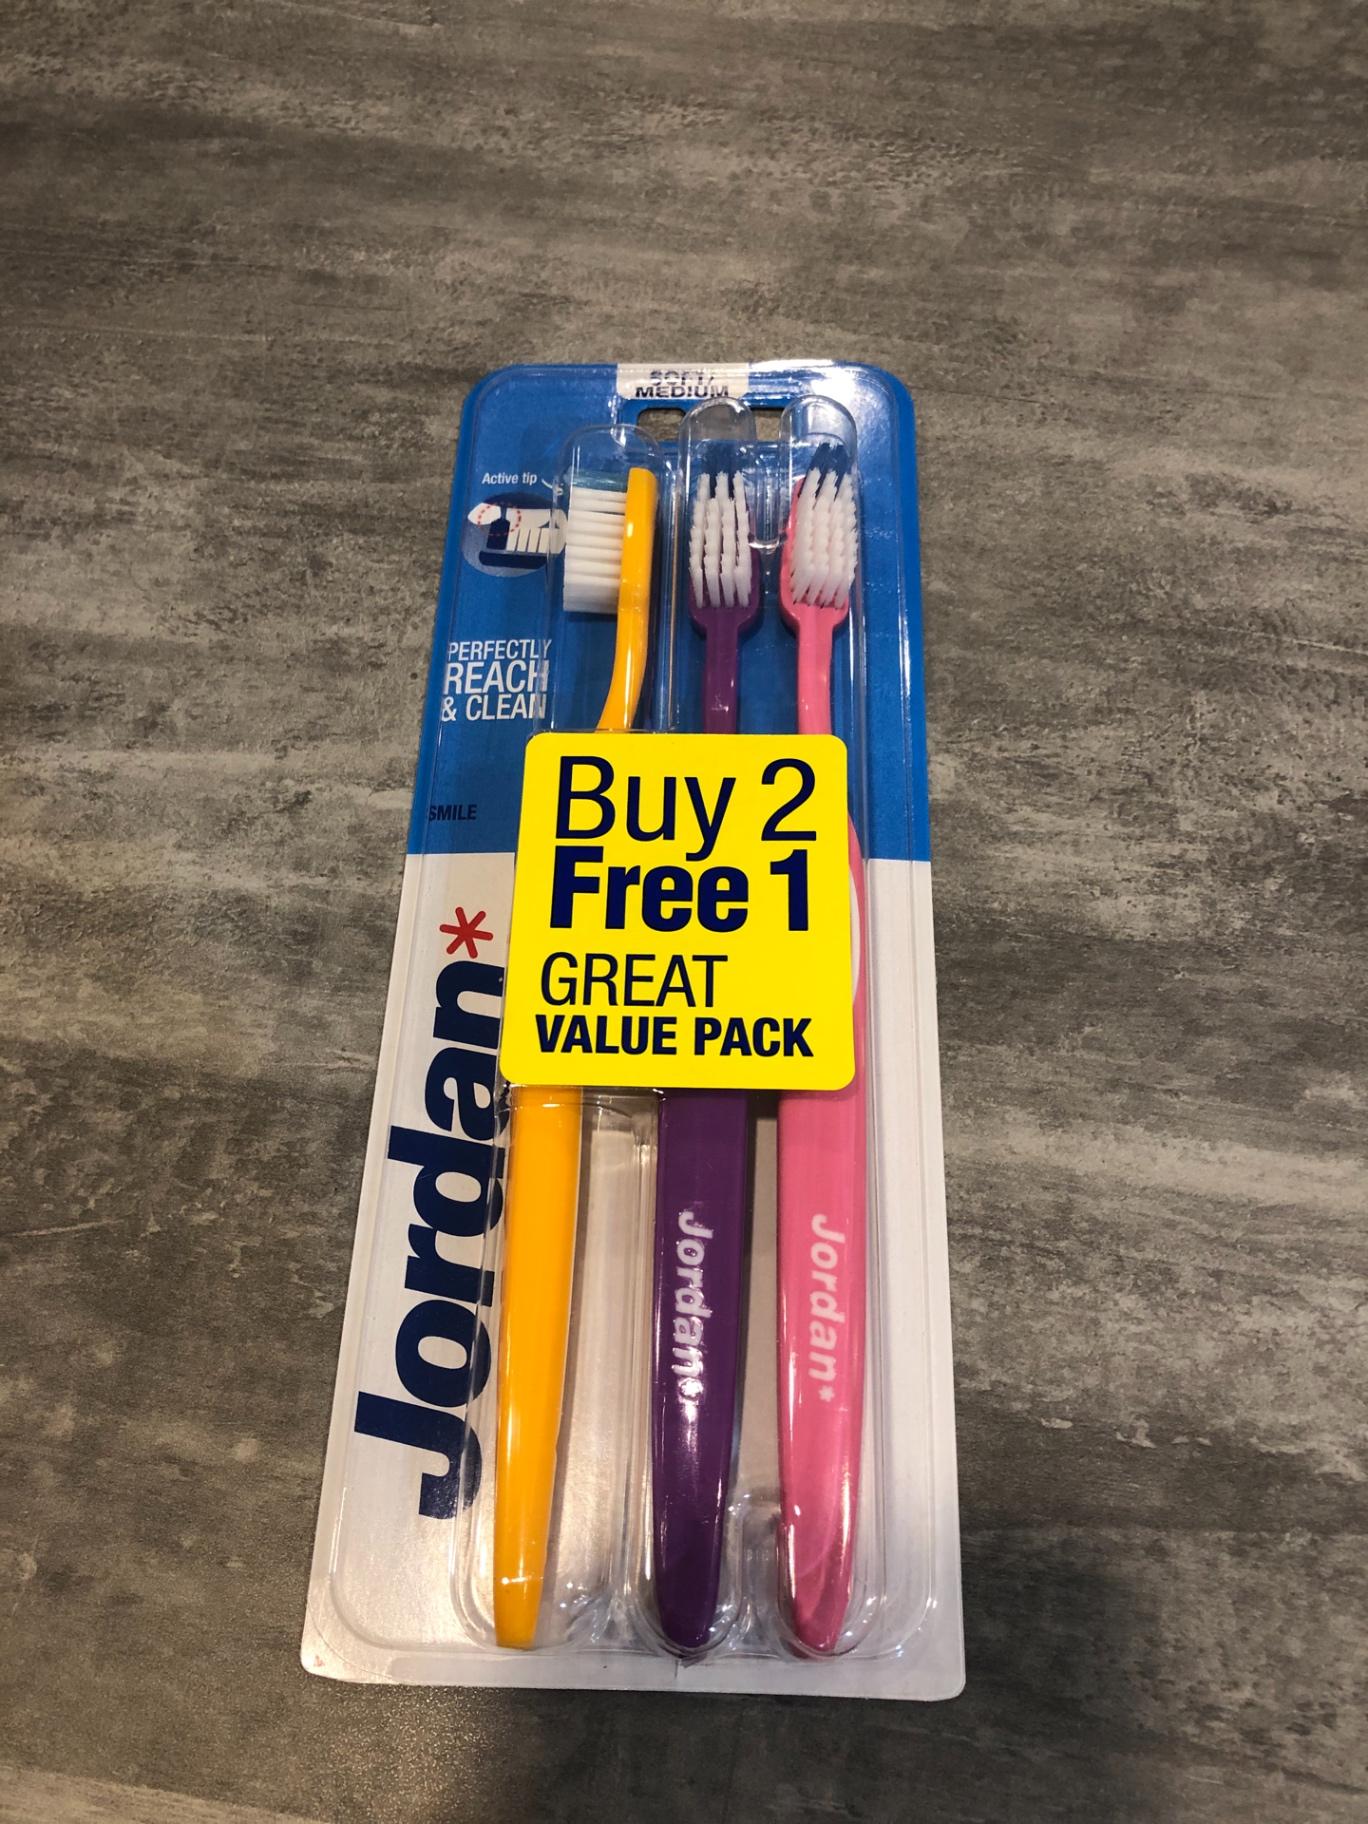 SOFT/
MEDIUM
Active tip
PERFECTLY
REACH
& CLEAN
SMILE
Jordan*
Buy 2
Free 1
GREAT
VALUE PACK
Jordan*
Jordan*